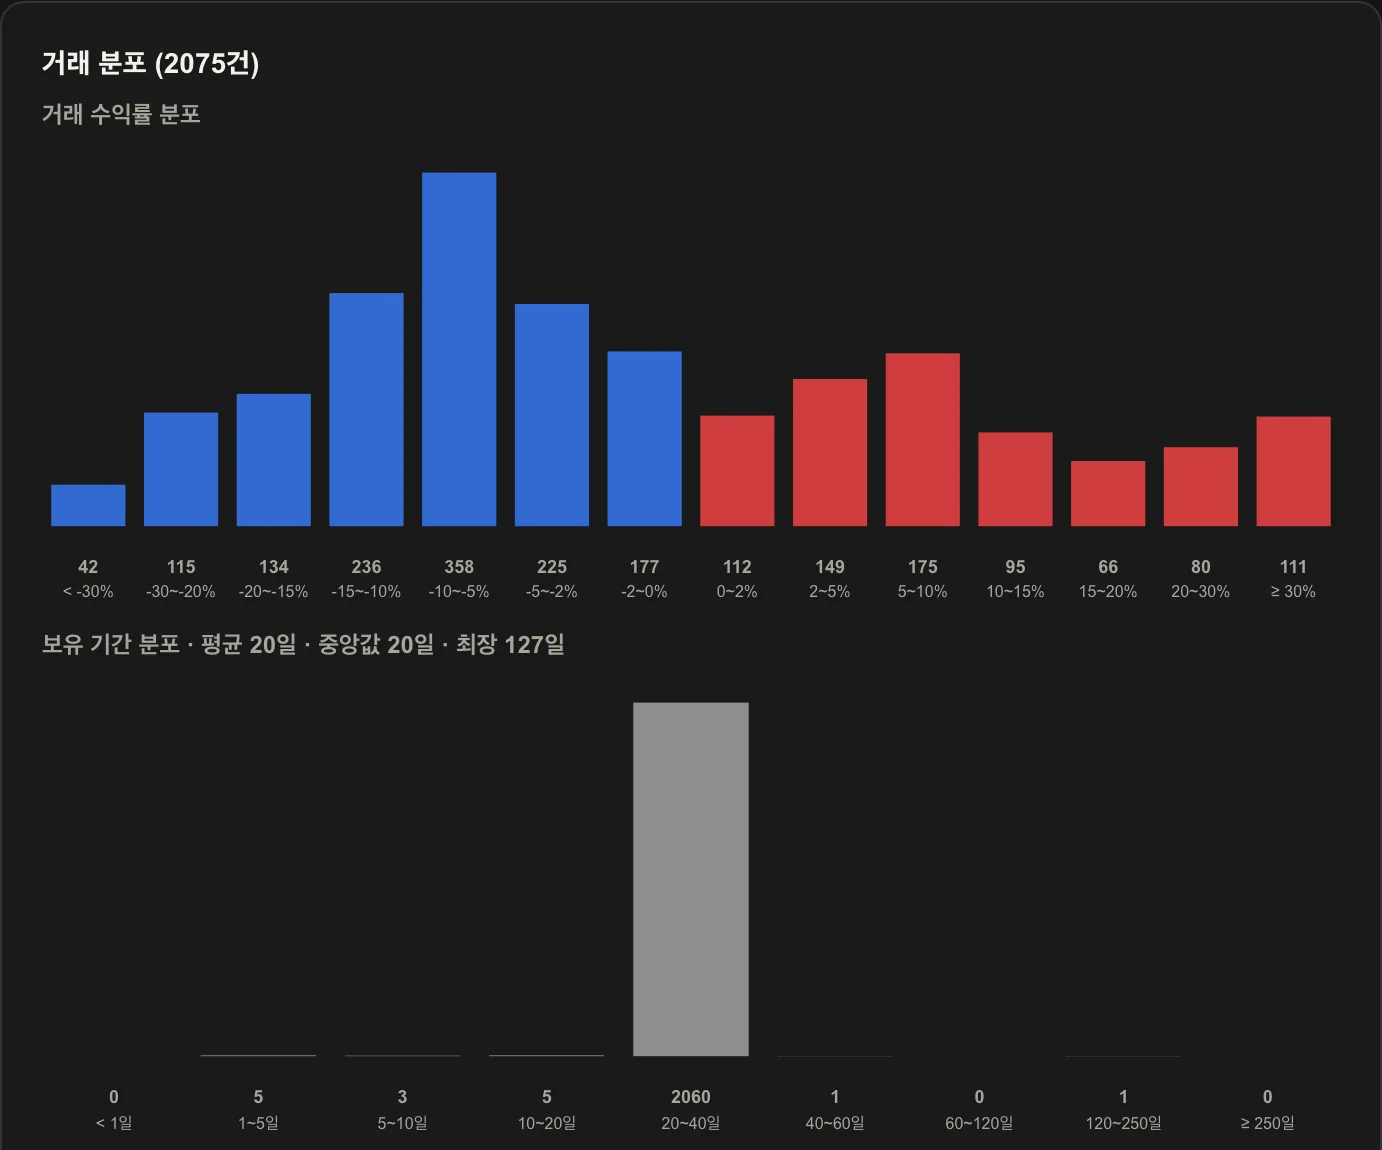 거래 분포 (2075건)
거래 수익률 분포
42 115 134 236 358 225 177 112 149 175 95 66 80 111
< -30% -30~-20% -20~-15% -15~-10% -10~-5% -5~-2% -2~0% 0~2% 2~5% 5~10% 10~15% 15~20% 20~30% ≥ 30%
보유 기간 분포 · 평균 20일 · 중앙값 20일 · 최장 127일
0 5 3 5 2060 1 0 1 0
< 1일 1~5일 5~10일 10~20일 20~40일 40~60일 60~120일 120~250일 ≥ 250일